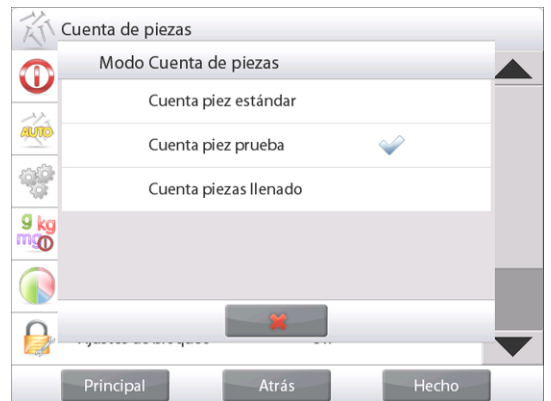 Cuenta de piezas
Modo Cuenta de piezas
Cuenta piez estándar
AUTO
Cuenta piez prueba
Cuenta piezas llenado
g kg
mg
Principal
Atrás
Hecho